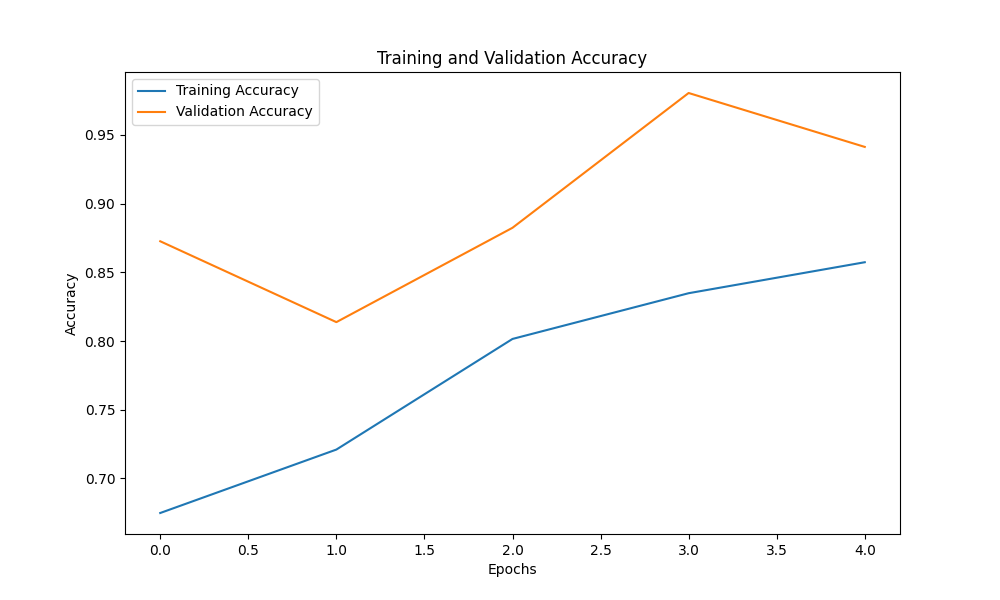 Training and Validation Accuracy
Training Accuracy
Validation Accuracy
0.95
0.90
0.85
0.80
0.75
0.70
Accuracy
0.0 0.5 1.0 1.5 2.0 2.5 3.0 3.5 4.0
Epochs